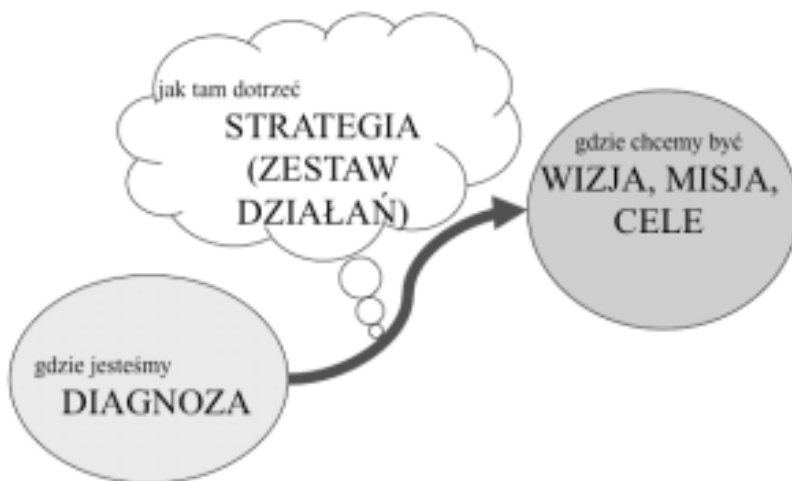 jak tam dotrzeć
STRATEGIA
(ZESTAW
DZIAŁAŃ)
gdzie chcemy być
WIZJA, MISJA,
CELE
gdzie jesteśmy
DIAGNOZA